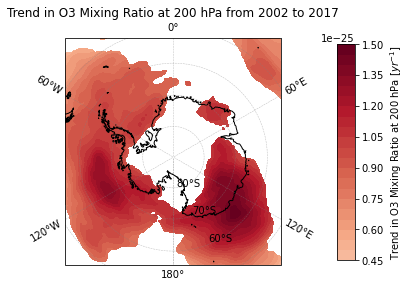 Trend in O3 Mixing Ratio at 200 hPa from 2002 to 2017
0°
1e−25
1.50
60°W
60°E
1.35
1.20
1.05
0.90
80°S
0.75
70°S
120°W
120°E
60°S
0.60
0.45
180°
Trend in O3 Mixing Ratio at 200 hPa [yr⁻¹]